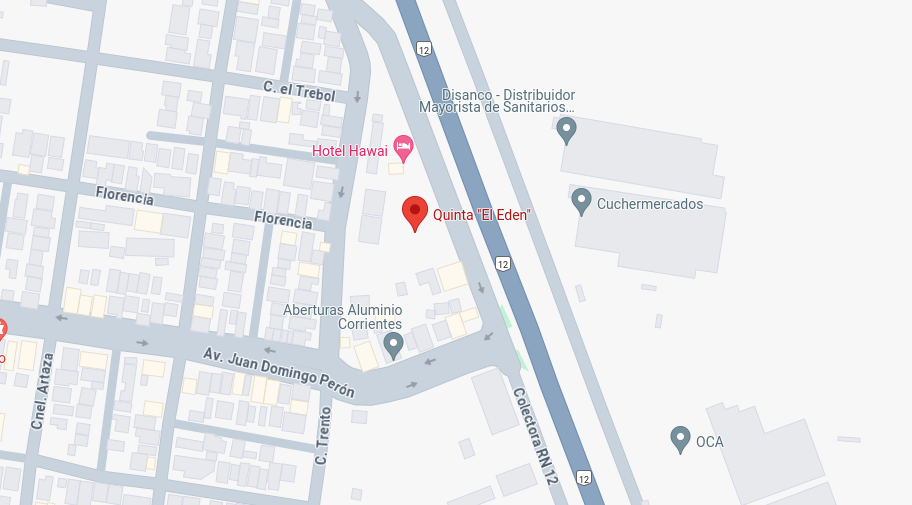 12
C. el Trebol
Disanco - Distribuidor
Mayorista de Sanitarios...
Hotel Hawai
Florencia
Florencia
Cuchermercados
Quinta "El Eden"
12
Aberturas Aluminio
Corrientes
o
Av. Juan Domingo Perón
Cnel. Artaza
C. Trento
Colectora RN 12
OCA
12